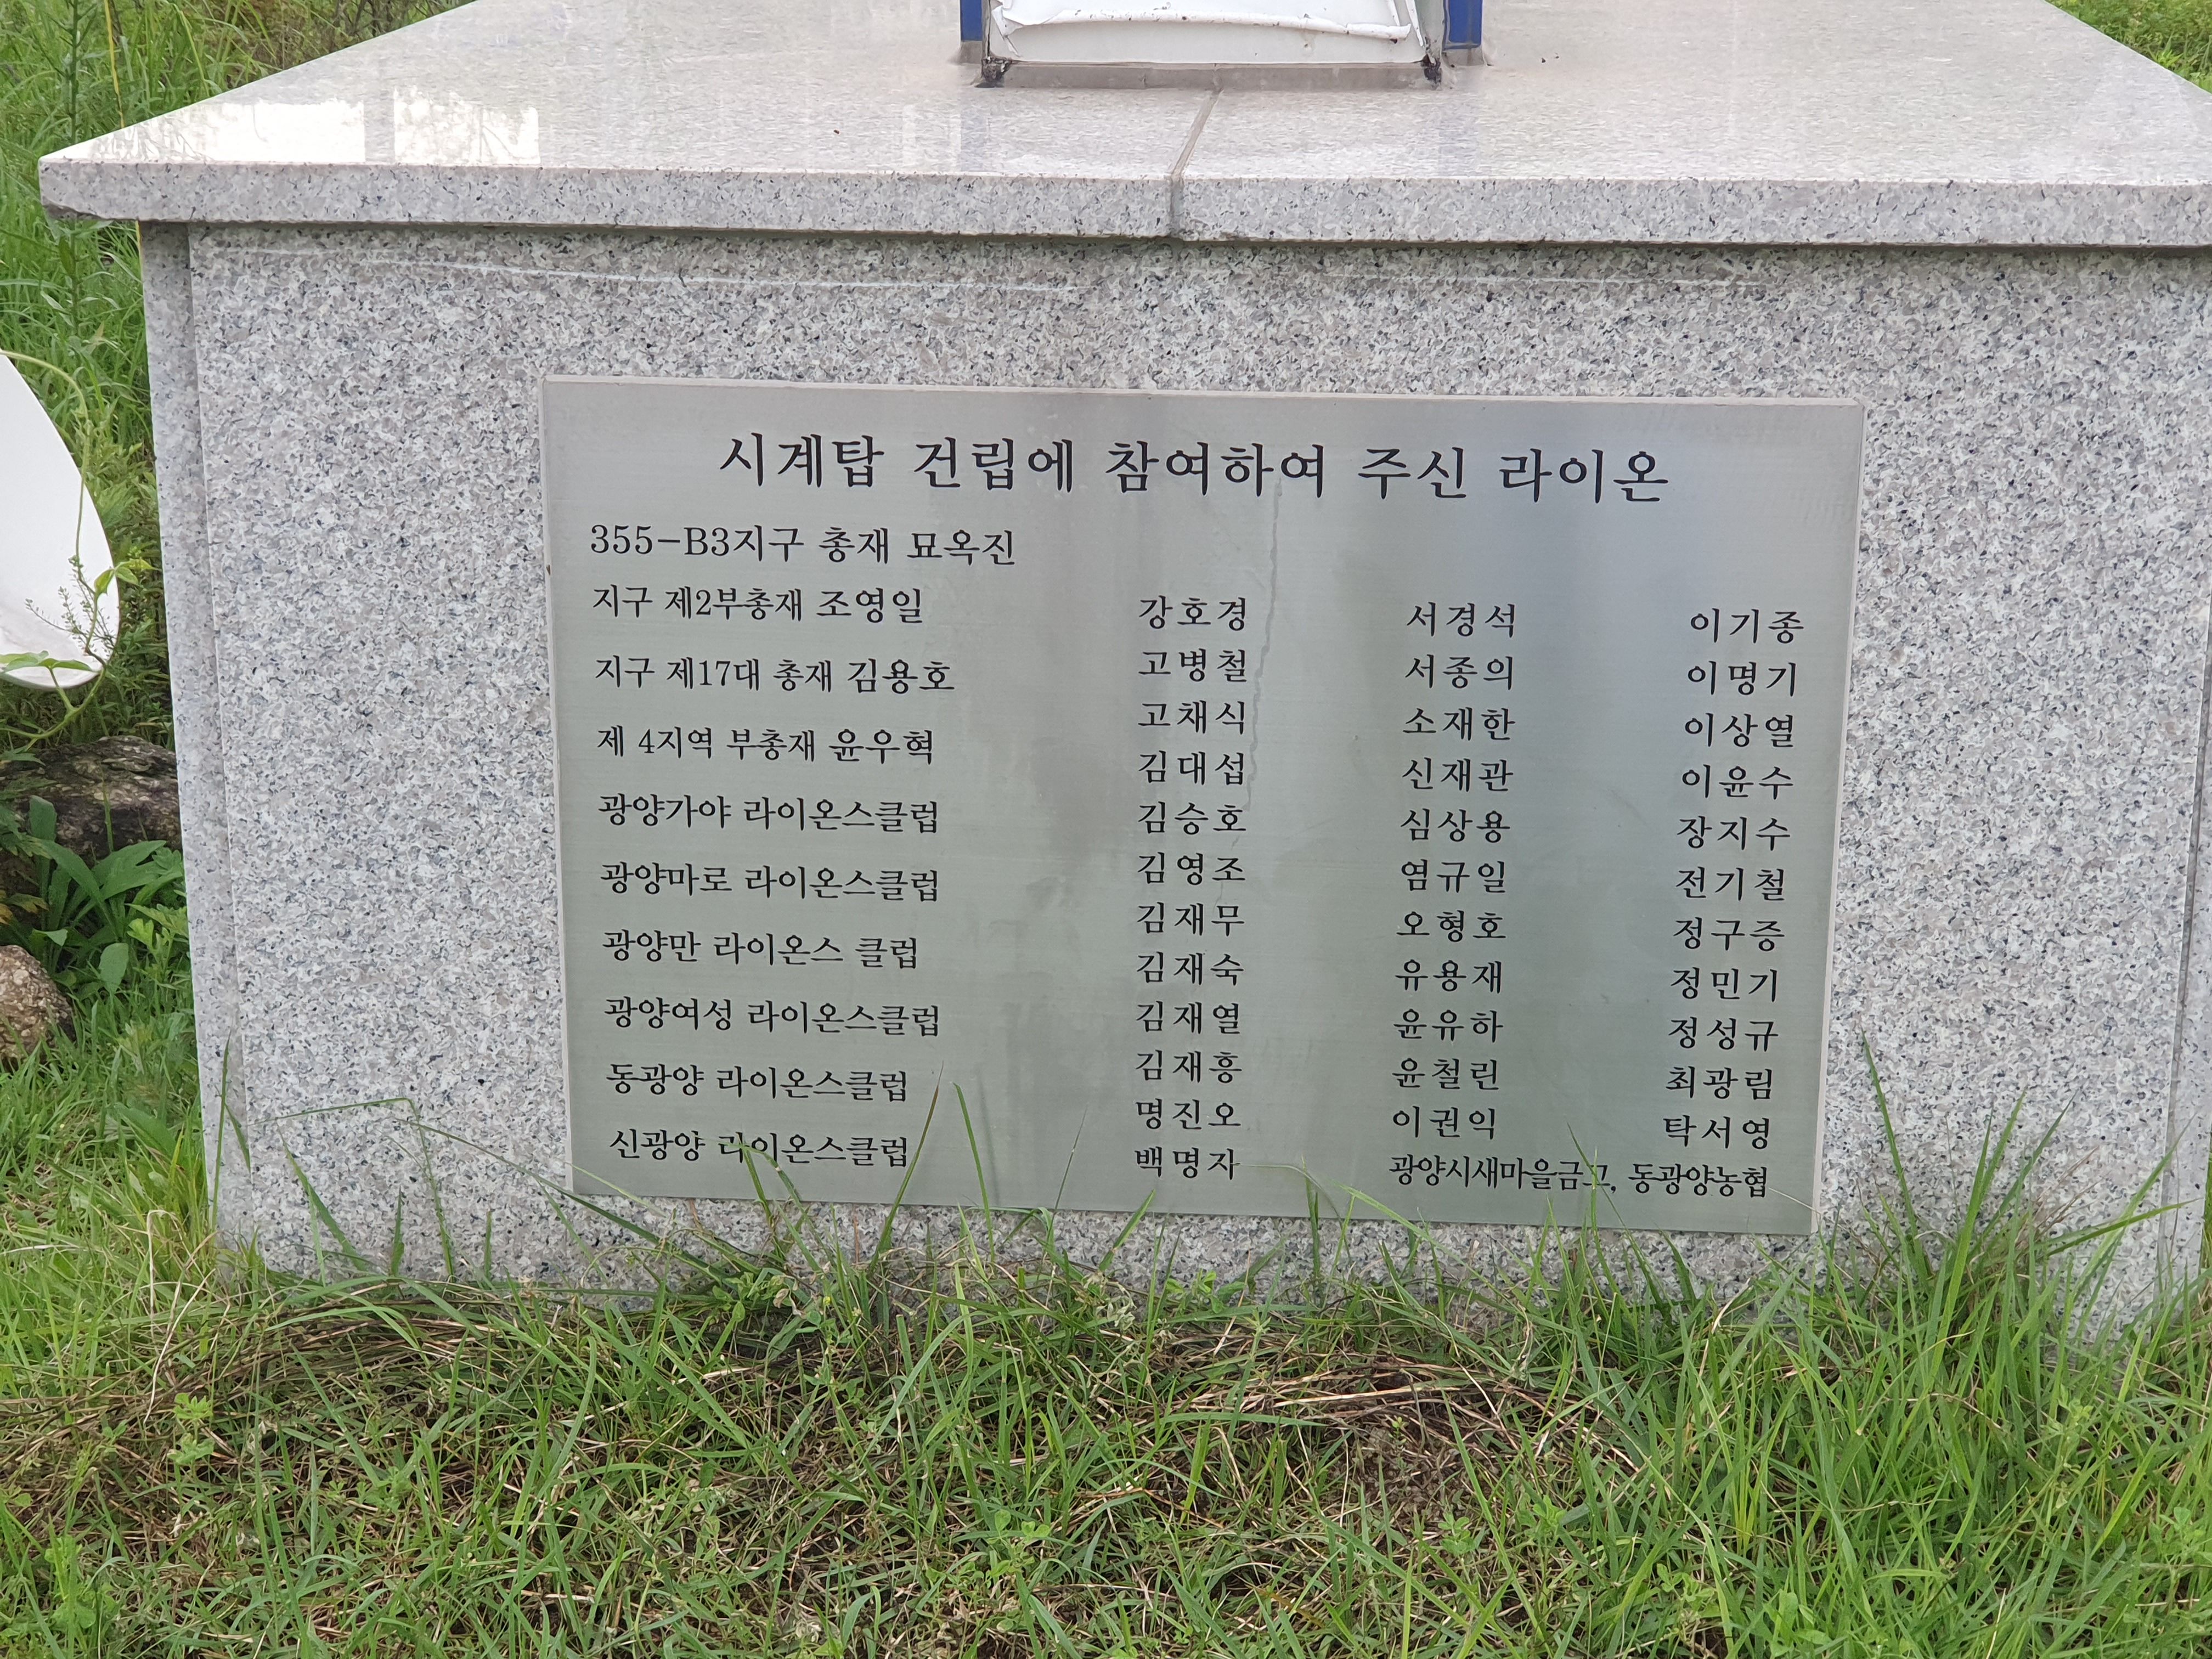 시계탑 건립에 참여하여 주신 라이온
355-B3지구 총재 묘옥진
지구 제2부총재 조영일
지구 제17대 총재 김용호
제 4지역 부총재 윤우혁
광양가야 라이온스클럽
광양마로 라이온스클럽
광양만 라이온스 클럽
광양여성 라이온스클럽
동광양 라이온스클럽
신광양 라이온스클럽
강호경
고병철
고채식
김대섭
김승호
김영조
김재무
김재숙
김재열
김재흥
명진오
백명자
서경석
서종의
소재한
신재관
심상용
염규일
오형호
유용재
윤유하
윤철린
이권익
이기종
이명기
이상열
이윤수
장지수
전기철
정구증
정민기
정성규
최광림
탁서영
광양시새마을금고, 동광양농협